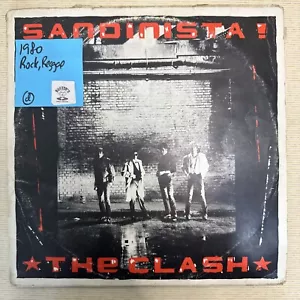 SANDINISTA !
1980
Rock, Reggae
★ THE CLASH ★